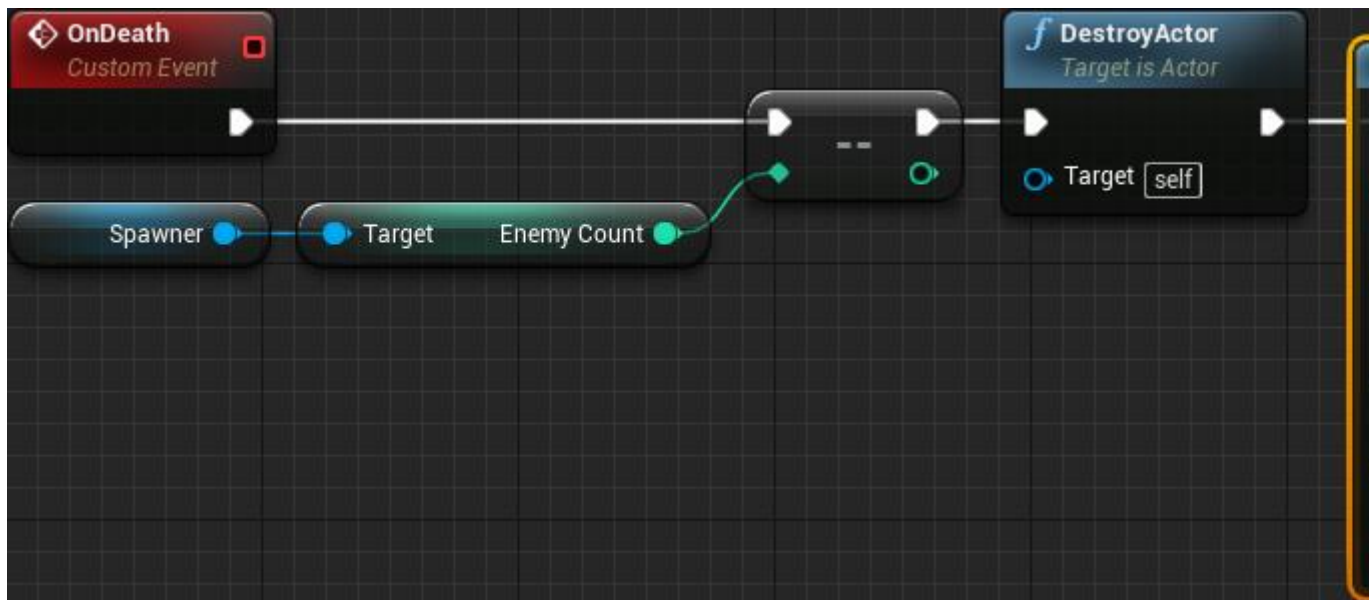 OnDeath
Custom Event
DestroyActor
Target is Actor
--
Target self
Spawner
Target Enemy Count